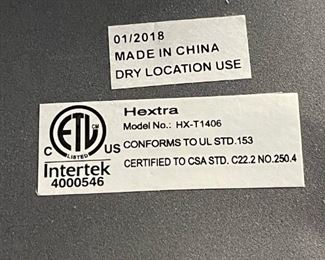 01/2018
MADE IN CHINA
DRY LOCATION USE
Hextra
Model No.: HX-T1406
CONFORMS TO UL STD.153
CERTIFIED TO CSA STD. C22.2 NO.250.4
ETL CM
LISTED
C US
Intertek
4000546